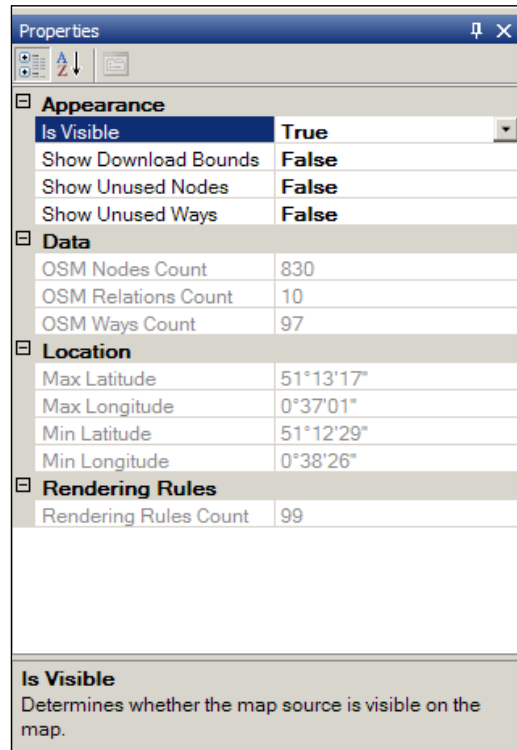 Properties
Appearance
Is Visible True
Show Download Bounds False
Show Unused Nodes False
Show Unused Ways False
Data
OSM Nodes Count 830
OSM Relations Count 10
OSM Ways Count 97
Location
Max Latitude 51°13'17"
Max Longitude 0°37'01"
Min Latitude 51°12'29"
Min Longitude 0°38'26"
Rendering Rules
Rendering Rules Count 99
Is Visible
Determines whether the map source is visible on the
map.